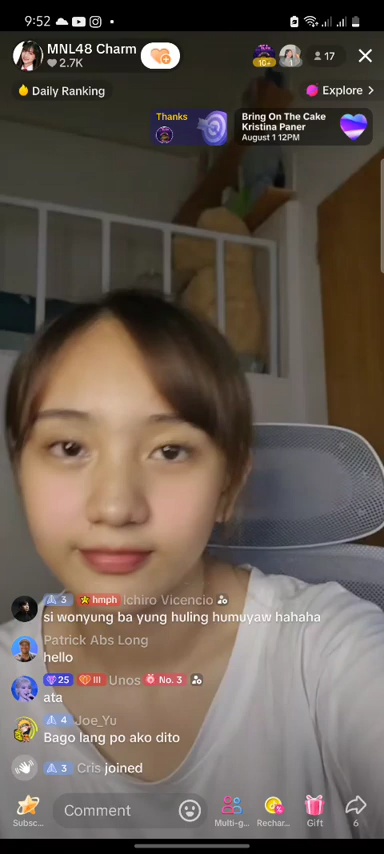 9:52
MNL48 Charm
2.7K
10+
17
Daily Ranking
Explore >
Thanks
Bring On The Cake
Kristina Paner
August 1 12PM
3 hmph Ichiro Vicencio
si wonyung ba yung huling humuyaw hahaha
Patrick Abs Long
hello
25 III Unos No. 3
ata
4 Joe_Yu
Bago lang po ako dito
3 Cris joined
Subsc...
Comment
Multi-g...
Rechar...
Gift
6